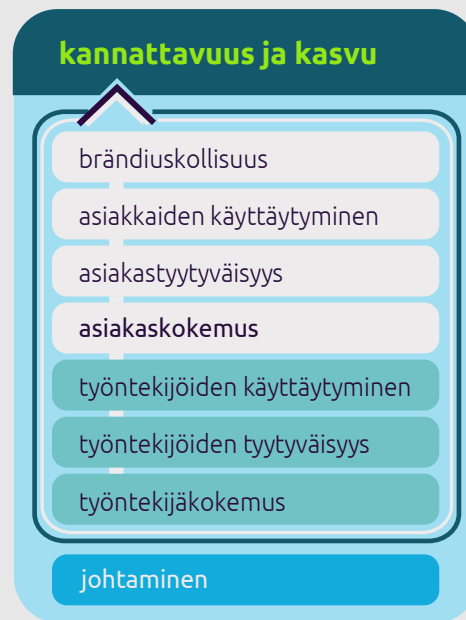 kannattavuus ja kasvu
brändiuskollisuus
asiakkaiden käyttäytyminen
asiakastyytyväisyys
asiakaskokemus
työntekijöiden käyttäytyminen
työntekijöiden tyytyväisyys
työntekijäkokemus
johtaminen